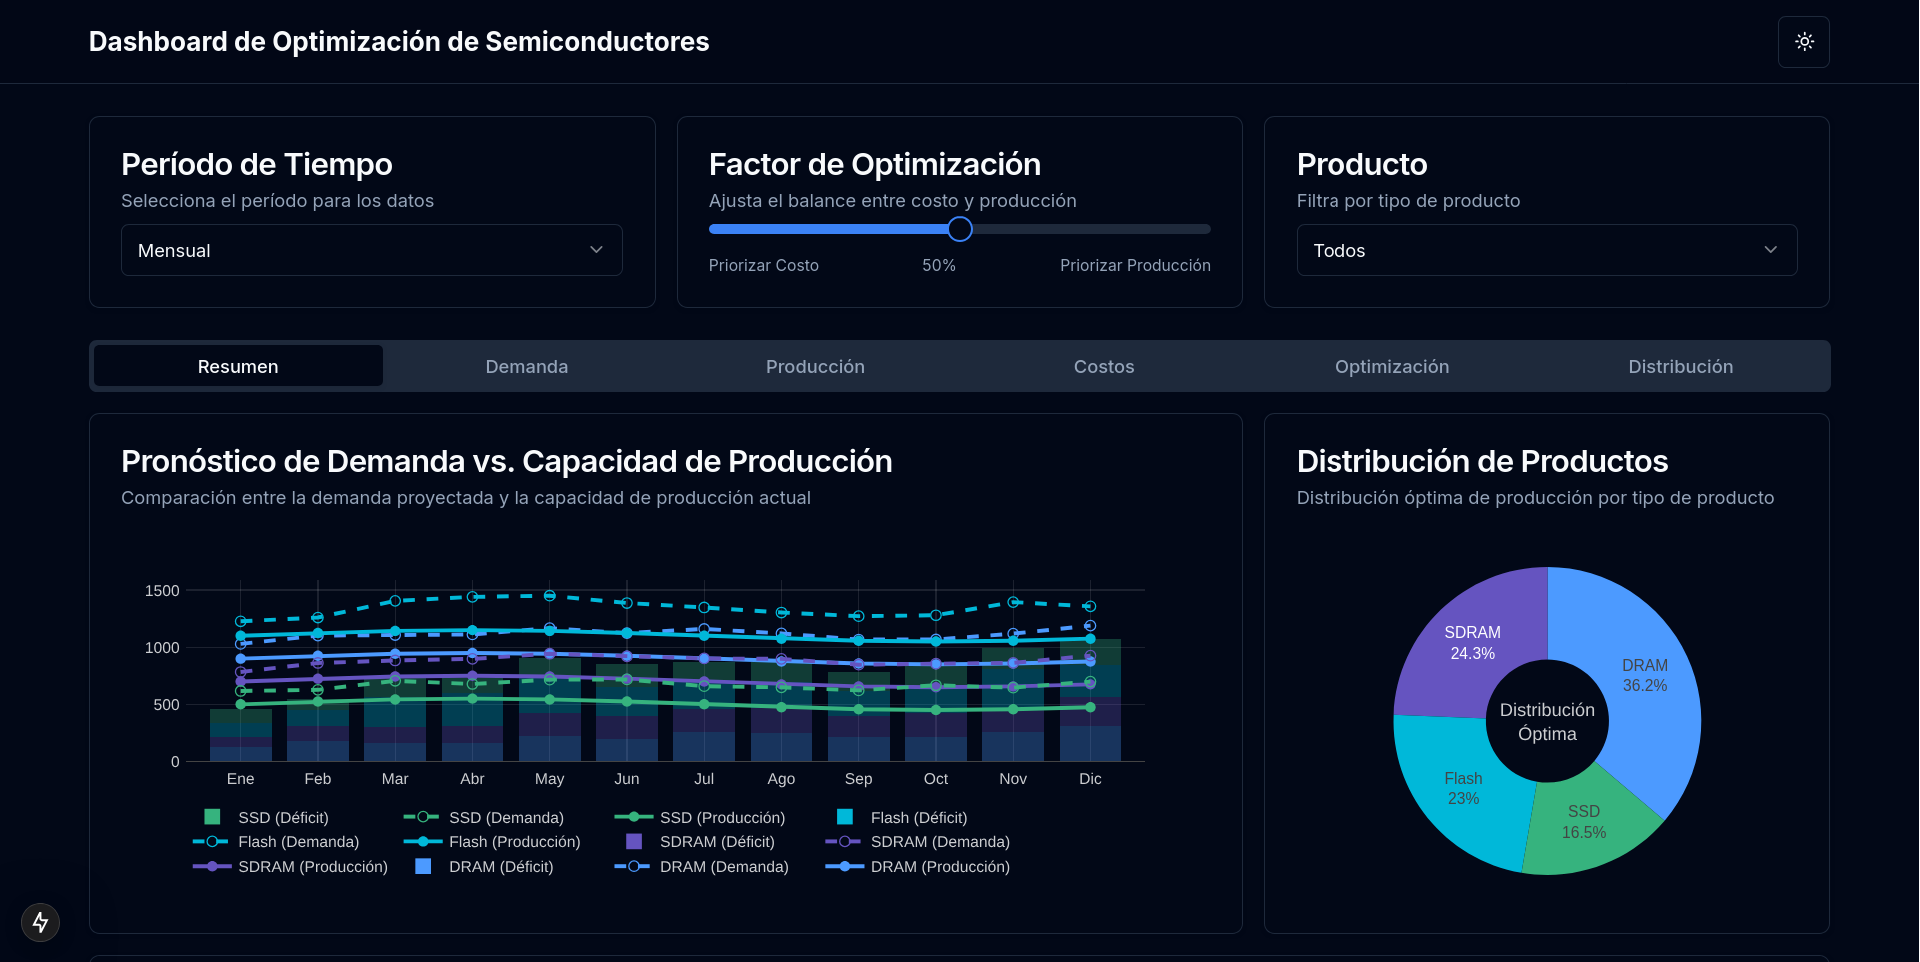 Dashboard de Optimización de Semiconductores
Período de Tiempo
Selecciona el período para los datos
Mensual
Factor de Optimización
Ajusta el balance entre costo y producción
Priorizar Costo
50%
Priorizar Producción
Producto
Filtra por tipo de producto
Todos
Resumen
Demanda
Producción
Costos
Optimización
Distribución
Pronóstico de Demanda vs. Capacidad de Producción
Comparación entre la demanda proyectada y la capacidad de producción actual
1500
1000
500
0
Ene
Feb
Mar
Abr
May
Jun
Jul
Ago
Sep
Oct
Nov
Dic
SSD (Déficit)
SSD (Demanda)
SSD (Producción)
Flash (Déficit)
Flash (Demanda)
Flash (Producción)
SDRAM (Déficit)
SDRAM (Demanda)
SDRAM (Producción)
DRAM (Déficit)
DRAM (Demanda)
DRAM (Producción)
Distribución de Productos
Distribución óptima de producción por tipo de producto
SDRAM
24.3%
DRAM
36.2%
Distribución
Óptima
Flash
23%
SSD
16.5%